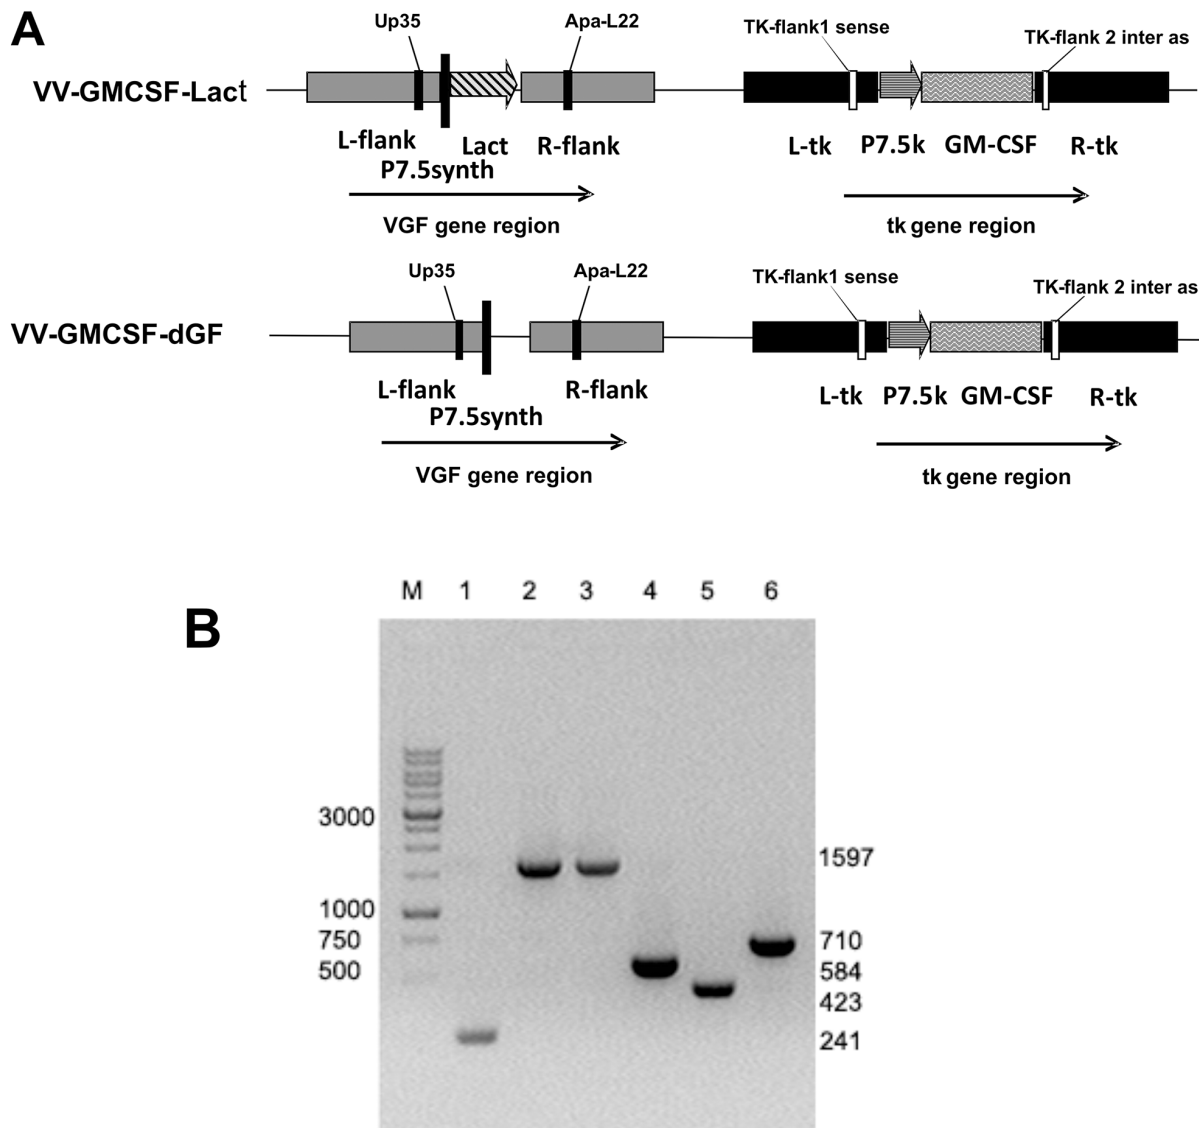 A
Up35 Apa-L22 TK-flank1 sense TK-flank 2 inter as
VV-GMCSF-Lact
L-flank Lact R-flank L-tk P7.5k GM-CSF R-tk
P7.5synth
VGF gene region tk gene region
Up35 Apa-L22 TK-flank1 sense TK-flank 2 inter as
VV-GMCSF-dGF
L-flank R-flank L-tk P7.5k GM-CSF R-tk
P7.5synth
VGF gene region tk gene region
B
M 1 2 3 4 5 6
3000
1597
1000
750 710
500 584
423
241